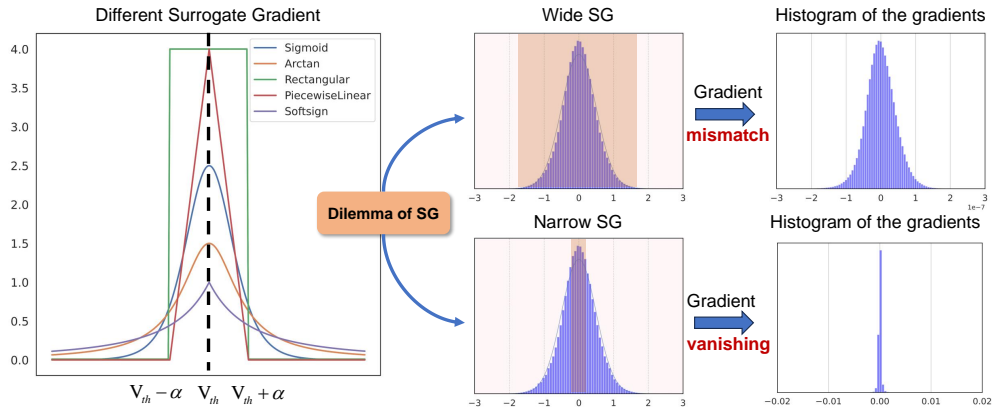 Different Surrogate Gradient
4.0
3.5
3.0
2.5
2.0
1.5
1.0
0.5
0.0
Sigmoid
Arctan
Rectangular
PiecewiseLinear
Softsign
V_th − α
V_th
V_th + α
Dilemma of SG
Wide SG
−3 −2 −1 0 1 2 3
Gradient
mismatch
Histogram of the gradients
−3 −2 −1 0 1 2 3
1e−7
Narrow SG
−3 −2 −1 0 1 2 3
Gradient
vanishing
Histogram of the gradients
−0.02 −0.01 0.00 0.01 0.02